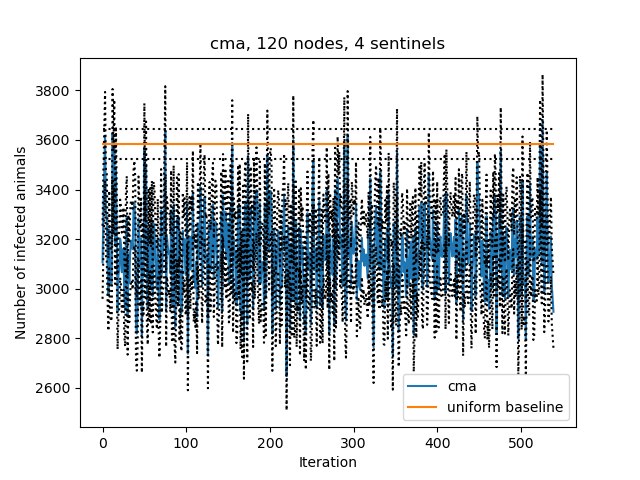 cma, 120 nodes, 4 sentinels
Number of infected animals
3800
3600
3400
3200
3000
2800
2600
cma
uniform baseline
0 100 200 300 400 500
Iteration